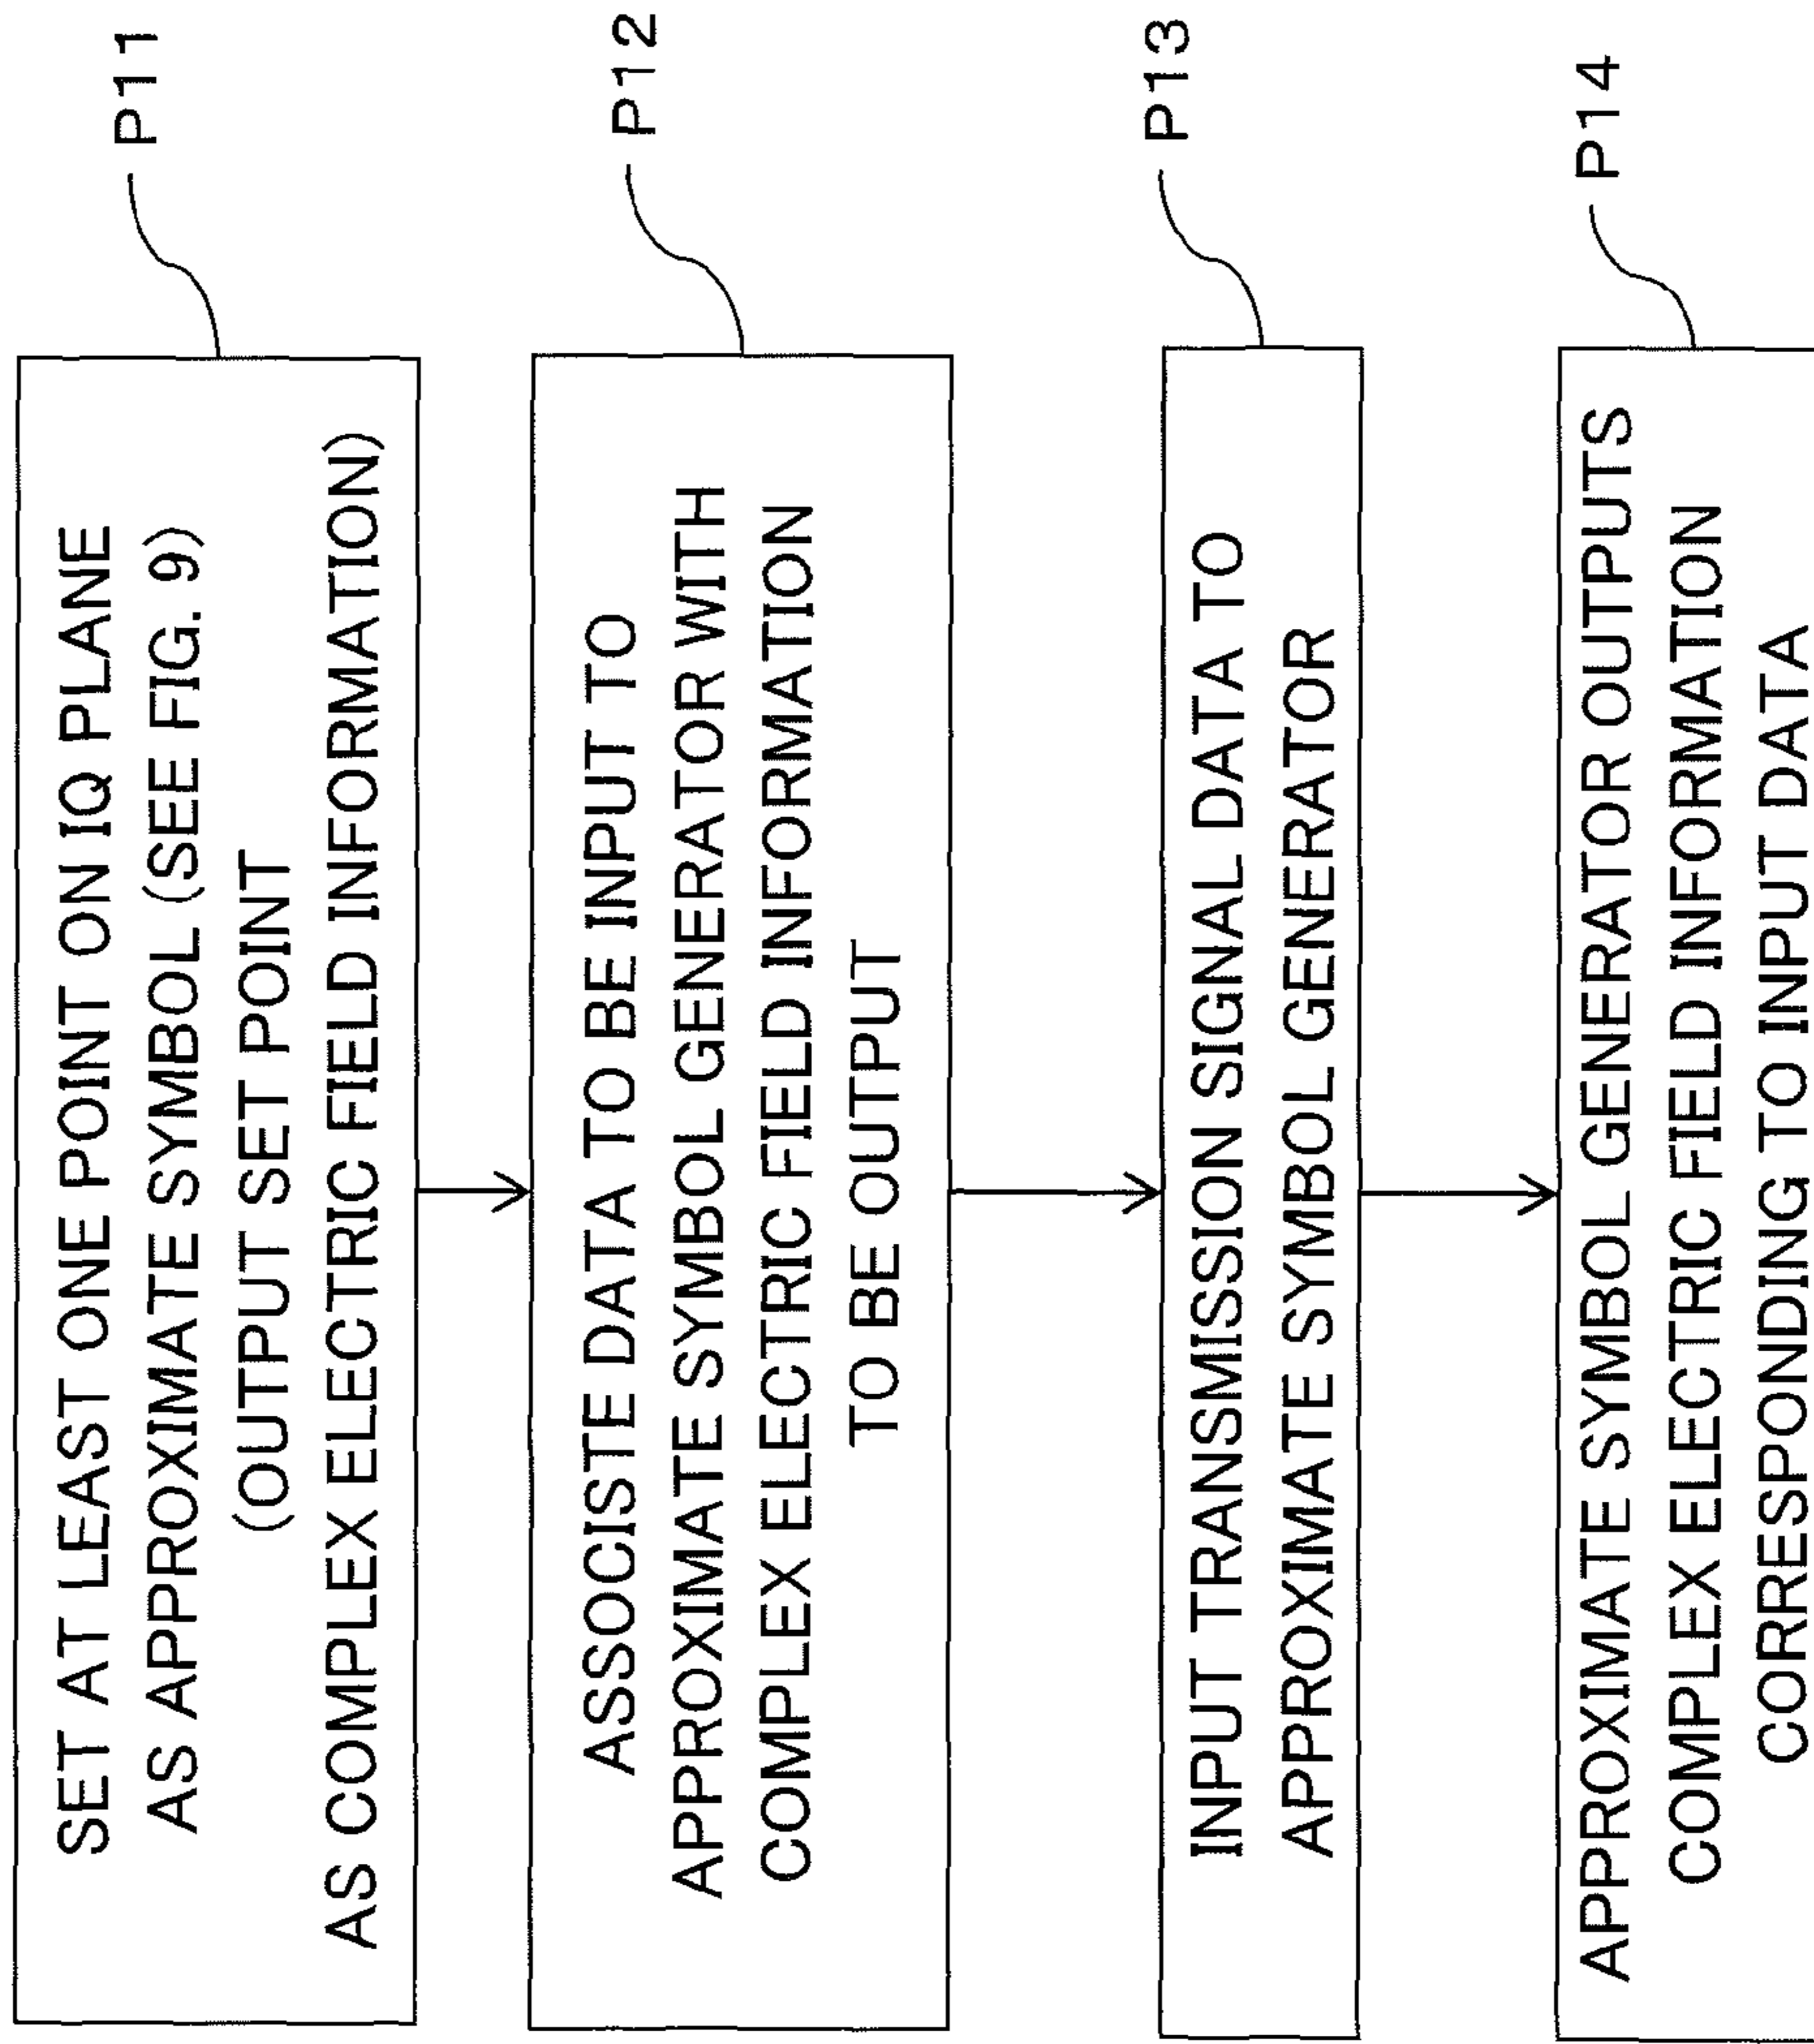 SET AT LEAST ONE POINT ON IQ PLANE
AS APPROXIMATE SYMBOL (SEE FIG. 9)
(OUTPUT SET POINT
AS COMPLEX ELECTRIC FIELD INFORMATION)
P11
ASSOCISTE DATA TO BE INPUT TO
APPROXIMATE SYMBOL GENERATOR WITH
COMPLEX ELECTRIC FIELD INFORMATION
TO BE OUTPUT
P12
INPUT TRANSMISSION SIGNAL DATA TO
APPROXIMATE SYMBOL GENERATOR
P13
APPROXIMATE SYMBOL GENERATOR OUTPUTS
COMPLEX ELECTRIC FIELD INFORMATION
CORRESPONDING TO INPUT DATA
P14